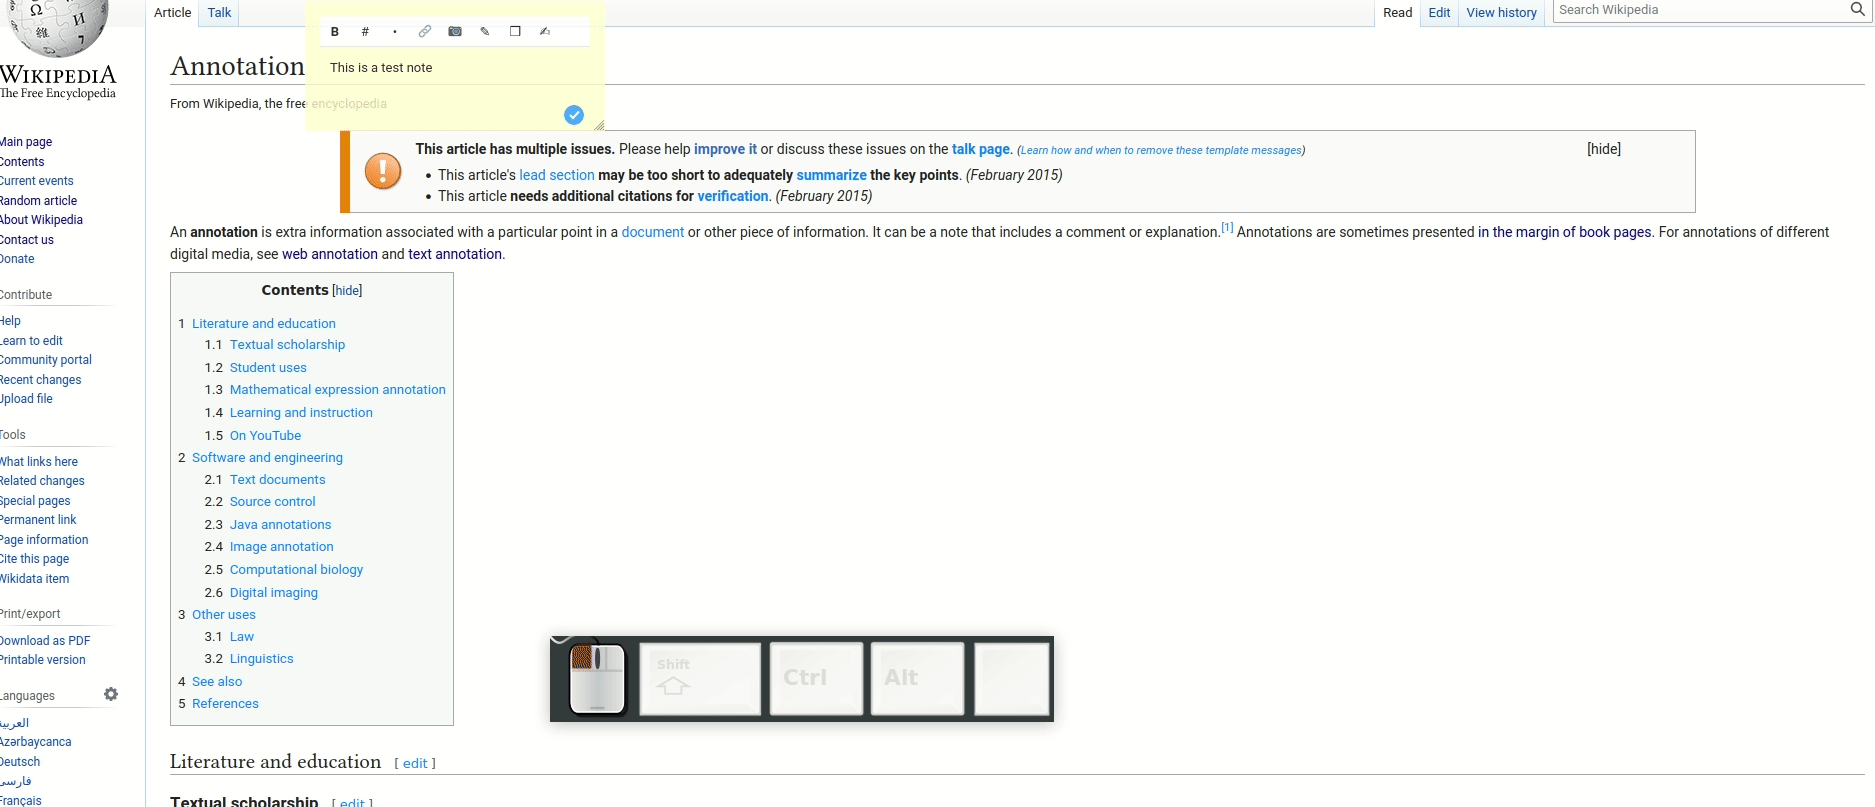 WIKIPEDIA
The Free Encyclopedia
Main page
Contents
Current events
Random article
About Wikipedia
Contact us
Donate
Contribute
Help
Learn to edit
Community portal
Recent changes
Upload file
Tools
What links here
Related changes
Special pages
Permanent link
Page information
Cite this page
Wikidata item
Print/export
Download as PDF
Printable version
Languages
العربية
Azərbaycanca
Deutsch
فارسی
Français
Article Talk
Read Edit View history Search Wikipedia
B # •
This is a test note
Annotation
From Wikipedia, the free encyclopedia
This article has multiple issues. Please help improve it or discuss these issues on the talk page. (Learn how and when to remove these template messages) [hide]
• This article's lead section may be too short to adequately summarize the key points. (February 2015)
• This article needs additional citations for verification. (February 2015)
An annotation is extra information associated with a particular point in a document or other piece of information. It can be a note that includes a comment or explanation.[1] Annotations are sometimes presented in the margin of book pages. For annotations of different
digital media, see web annotation and text annotation.
Contents [hide]
1 Literature and education
1.1 Textual scholarship
1.2 Student uses
1.3 Mathematical expression annotation
1.4 Learning and instruction
1.5 On YouTube
2 Software and engineering
2.1 Text documents
2.2 Source control
2.3 Java annotations
2.4 Image annotation
2.5 Computational biology
2.6 Digital imaging
3 Other uses
3.1 Law
3.2 Linguistics
4 See also
5 References
Shift
Ctrl
Alt
Literature and education [ edit ]
Textual scholarship [ edit ]